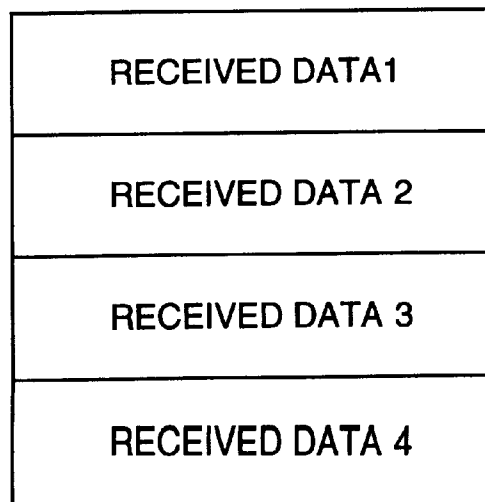 RECEIVED DATA1
RECEIVED DATA 2
RECEIVED DATA 3
RECEIVED DATA 4